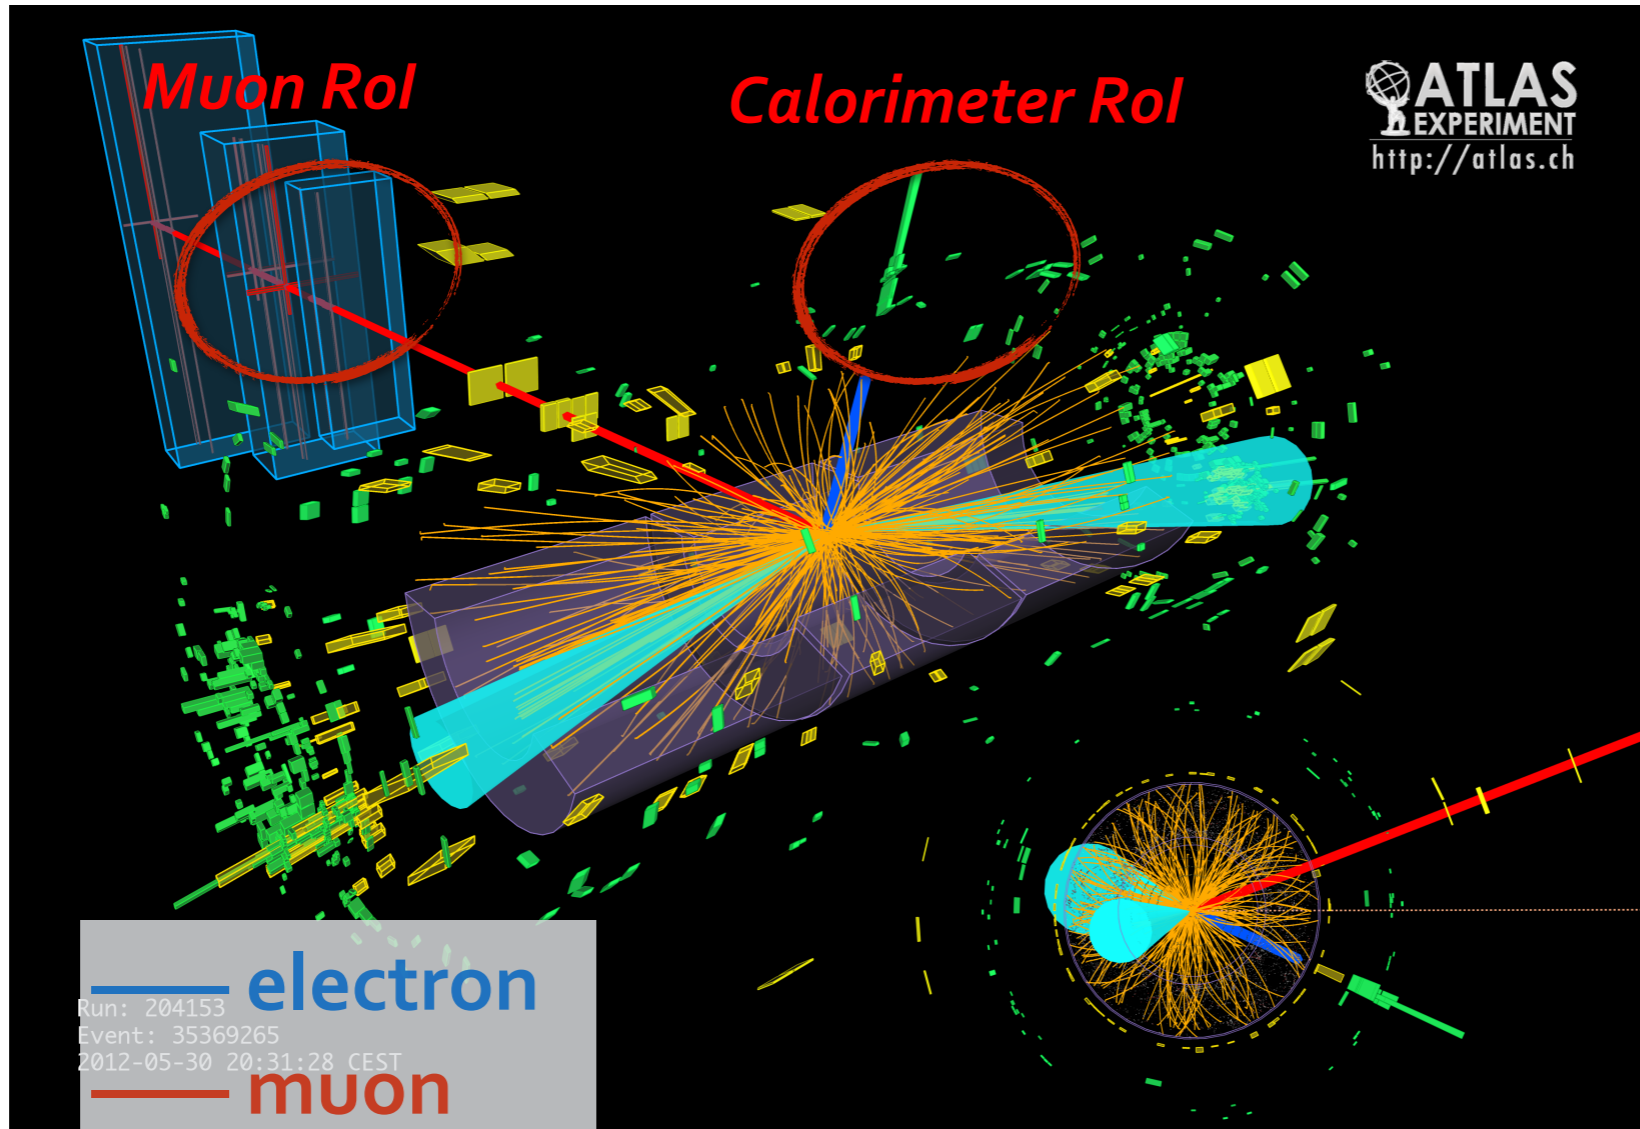 Muon RoI
Calorimeter RoI
ATLAS
EXPERIMENT
http://atlas.ch
electron
Run: 204153
Event: 35369265
2012-05-30 20:31:28 CEST
muon